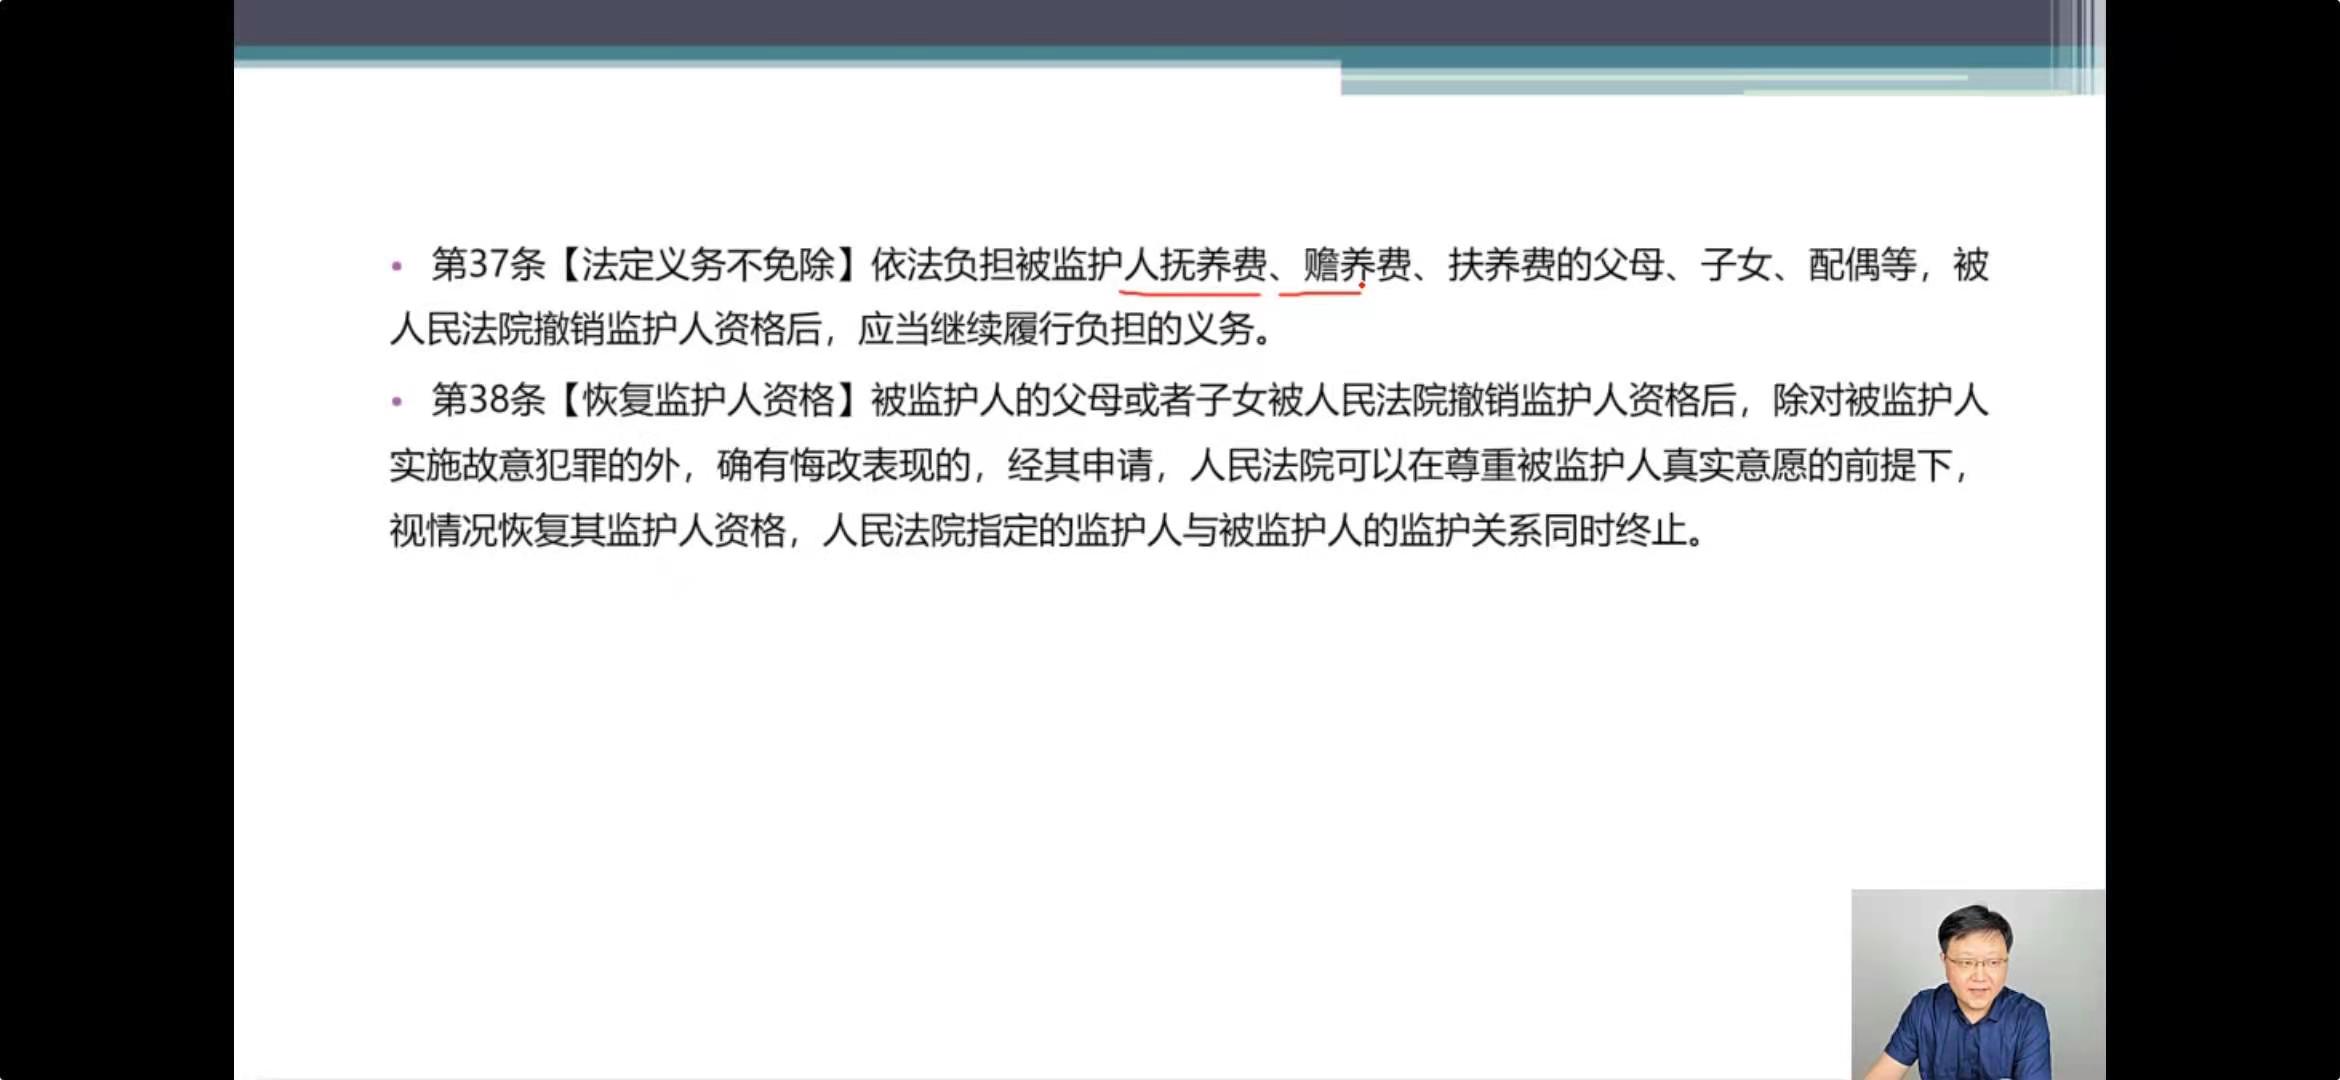 • 第37条【法定义务不免除】依法负担被监护人抚养费、赡养费、扶养费的父母、子女、配偶等，被
人民法院撤销监护人资格后，应当继续履行负担的义务。
• 第38条【恢复监护人资格】被监护人的父母或者子女被人民法院撤销监护人资格后，除对被监护人
实施故意犯罪的外，确有悔改表现的，经其申请，人民法院可以在尊重被监护人真实意愿的前提下，
视情况恢复其监护人资格，人民法院指定的监护人与被监护人的监护关系同时终止。